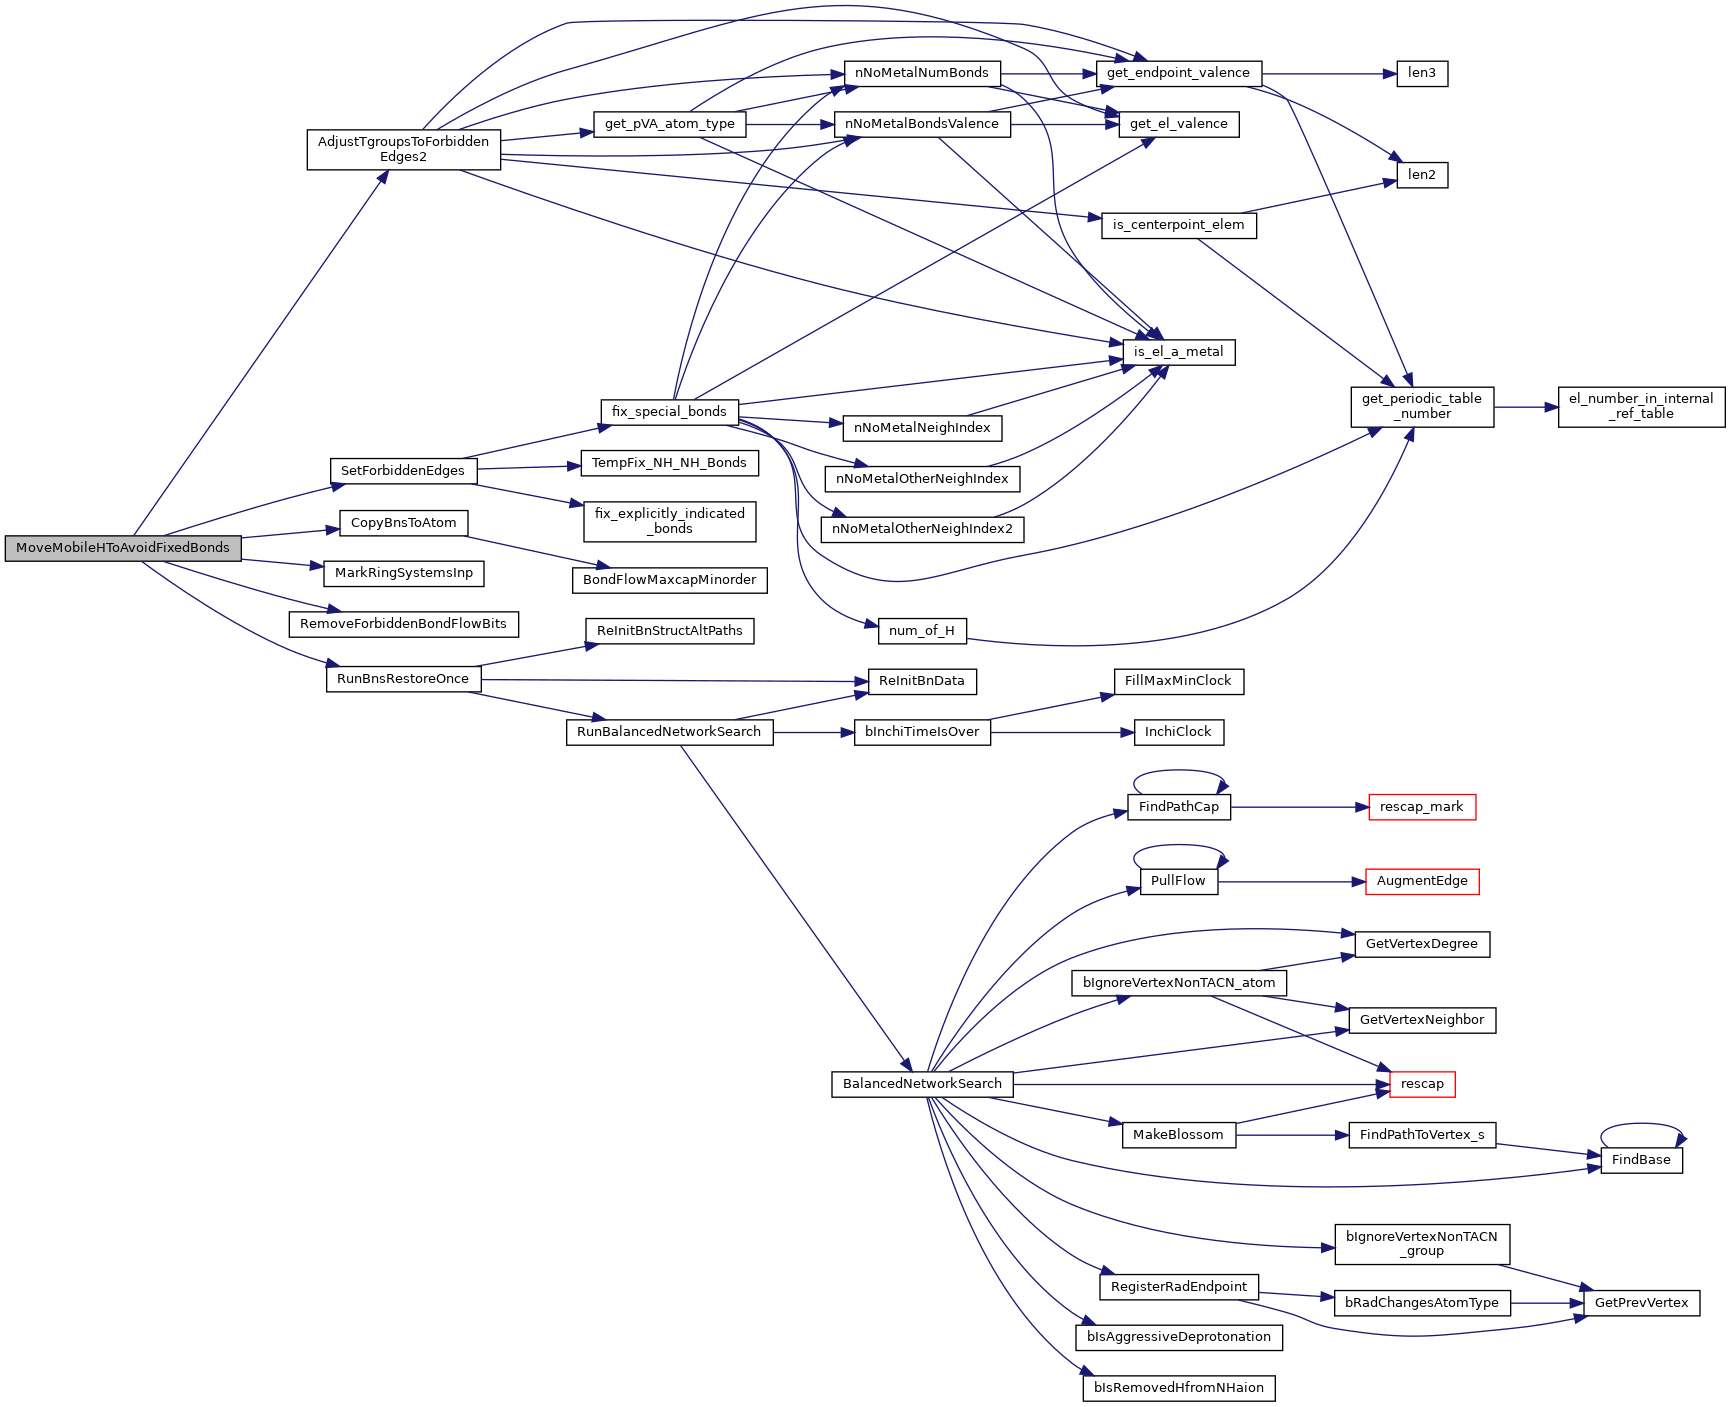 MoveMobileHToAvoidFixedBonds
AdjustTgroupsToForbidden
Edges2
SetForbiddenEdges
CopyBnsToAtom
MarkRingSystemsInp
RemoveForbiddenBondFlowBits
RunBnsRestoreOnce
get_pVA_atom_type
fix_special_bonds
TempFix_NH_NH_Bonds
fix_explicitly_indicated
_bonds
BondFlowMaxcapMinorder
ReInitBnStructAltPaths
RunBalancedNetworkSearch
nNoMetalNumBonds
nNoMetalBondsValence
nNoMetalNeighIndex
nNoMetalOtherNeighIndex
nNoMetalOtherNeighIndex2
num_of_H
ReInitBnData
bInchiTimeIsOver
BalancedNetworkSearch
get_endpoint_valence
get_el_valence
is_centerpoint_elem
is_el_a_metal
FillMaxMinClock
InchiClock
FindPathCap
PullFlow
bIgnoreVertexNonTACN_atom
MakeBlossom
RegisterRadEndpoint
bIsAggressiveDeprotonation
bIsRemovedHfromNHaion
len3
len2
get_periodic_table
_number
rescap_mark
AugmentEdge
GetVertexDegree
GetVertexNeighbor
rescap
FindPathToVertex_s
bIgnoreVertexNonTACN
_group
bRadChangesAtomType
el_number_in_internal
_ref_table
FindBase
GetPrevVertex